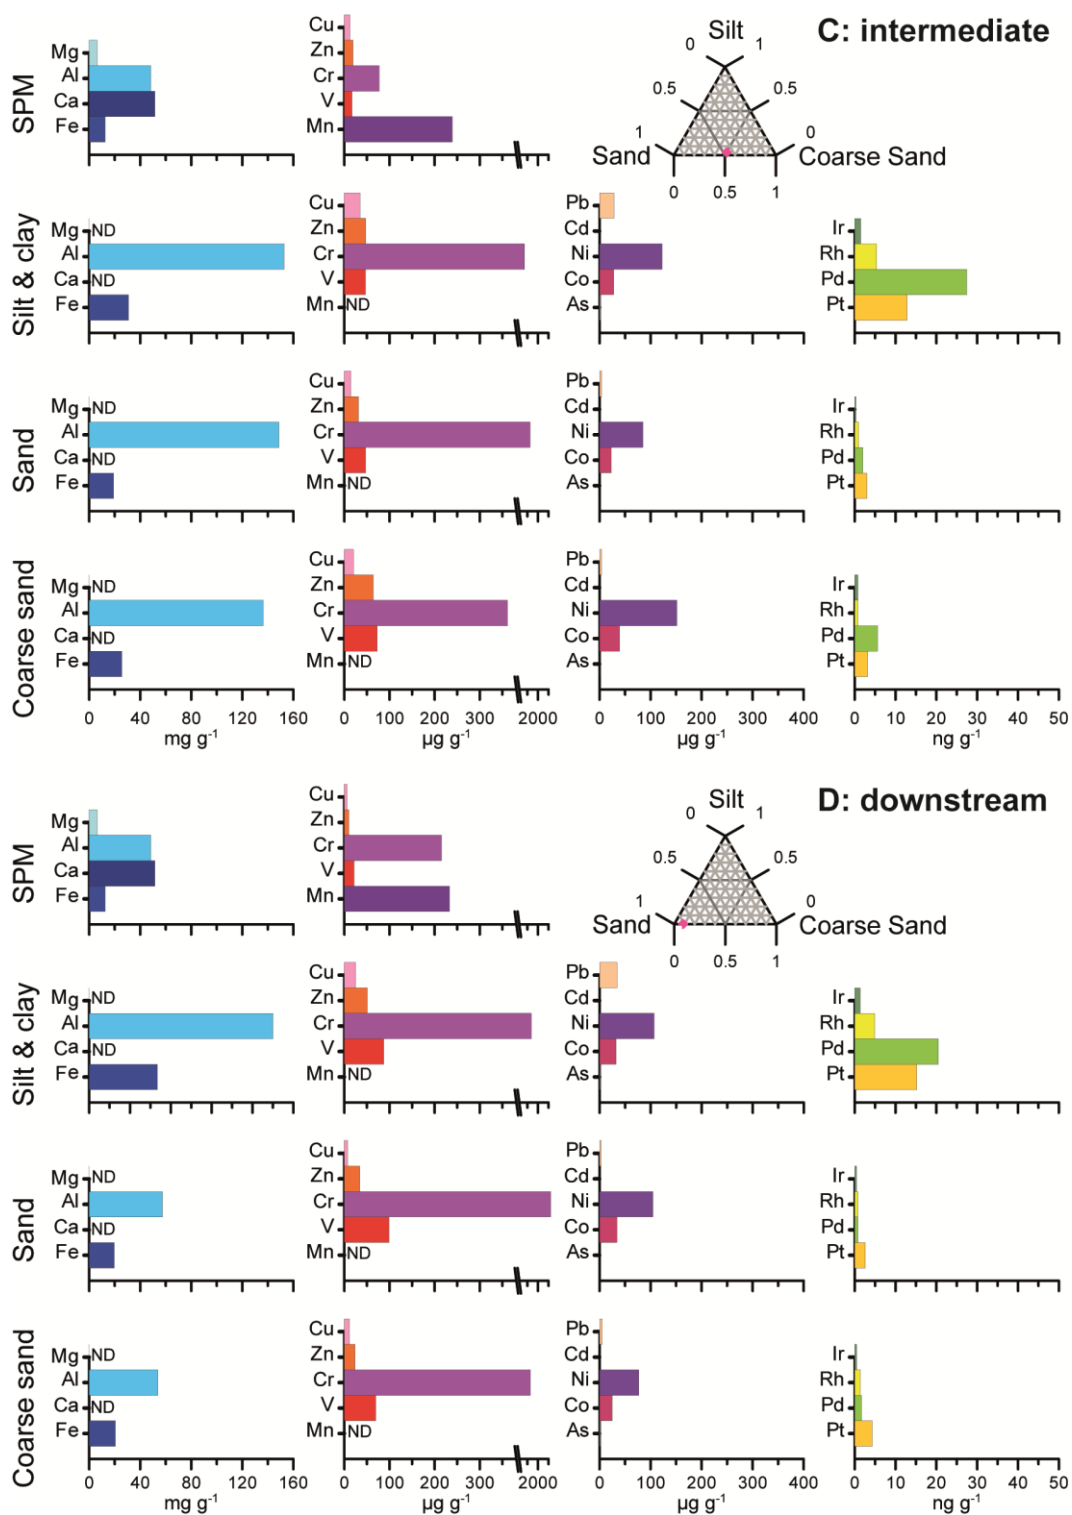 C: intermediate
Silt
0 1
0.5 0.5
1 0
Sand Coarse Sand
0 0.5 1
SPM
Mg
Al
Ca
Fe
Cu
Zn
Cr
V
Mn
Silt & clay
Mg ND
Al
Ca ND
Fe
Cu
Zn
Cr
V
Mn ND
Pb
Cd
Ni
Co
As
Ir
Rh
Pd
Pt
Sand
Mg ND
Al
Ca ND
Fe
Cu
Zn
Cr
V
Mn ND
Pb
Cd
Ni
Co
As
Ir
Rh
Pd
Pt
Coarse sand
Mg ND
Al
Ca ND
Fe
Cu
Zn
Cr
V
Mn ND
Pb
Cd
Ni
Co
As
Ir
Rh
Pd
Pt
0 40 80 120 160
mg g⁻¹
0 100 200 300 2000
µg g⁻¹
0 100 200 300 400
µg g⁻¹
0 10 20 30 40 50
ng g⁻¹
D: downstream
Silt
0 1
0.5 0.5
1 0
Sand Coarse Sand
0 0.5 1
SPM
Mg
Al
Ca
Fe
Cu
Zn
Cr
V
Mn
Silt & clay
Mg ND
Al
Ca ND
Fe
Cu
Zn
Cr
V
Mn ND
Pb
Cd
Ni
Co
As
Ir
Rh
Pd
Pt
Sand
Mg ND
Al
Ca ND
Fe
Cu
Zn
Cr
V
Mn ND
Pb
Cd
Ni
Co
As
Ir
Rh
Pd
Pt
Coarse sand
Mg ND
Al
Ca ND
Fe
Cu
Zn
Cr
V
Mn ND
Pb
Cd
Ni
Co
As
Ir
Rh
Pd
Pt
0 40 80 120 160
mg g⁻¹
0 100 200 300 2000
µg g⁻¹
0 100 200 300 400
µg g⁻¹
0 10 20 30 40 50
ng g⁻¹